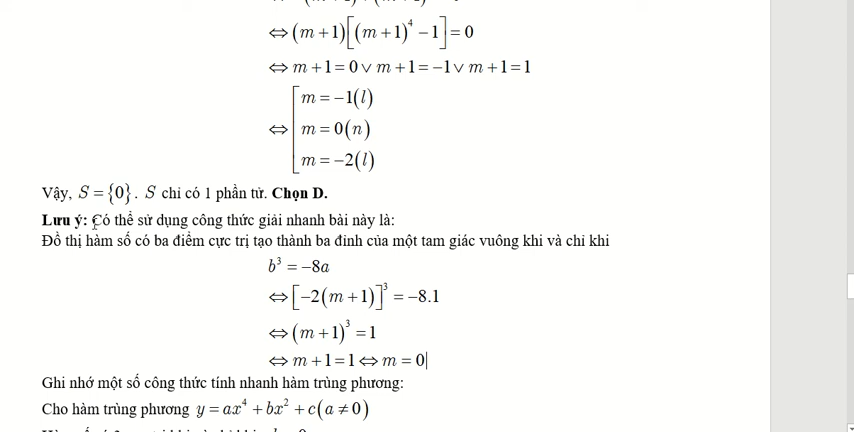 ⇔ (m+1)[(m+1)⁴ − 1] = 0
⇔ m+1 = 0 ∨ m+1 = −1 ∨ m+1 = 1
⇔ [ m = −1(l)
m = 0(n)
m = −2(l)
Vậy, S = {0}. S chỉ có 1 phần tử. Chọn D.
Lưu ý: Có thể sử dụng công thức giải nhanh bài này là:
Đồ thị hàm số có ba điểm cực trị tạo thành ba đỉnh của một tam giác vuông khi và chỉ khi
b³ = −8a
⇔ [−2(m+1)]³ = −8.1
⇔ (m+1)³ = 1
⇔ m+1 = 1 ⇔ m = 0
Ghi nhớ một số công thức tính nhanh hàm trùng phương:
Cho hàm trùng phương y = ax⁴ + bx² + c(a ≠ 0)